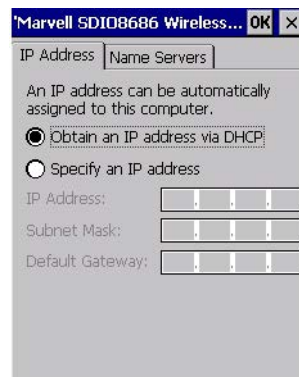 'Marvell SDIO8686 Wireless... OK ×
IP Address Name Servers
An IP address can be automatically
assigned to this computer.
Obtain an IP address via DHCP
Specify an IP address
IP Address:
Subnet Mask:
Default Gateway: